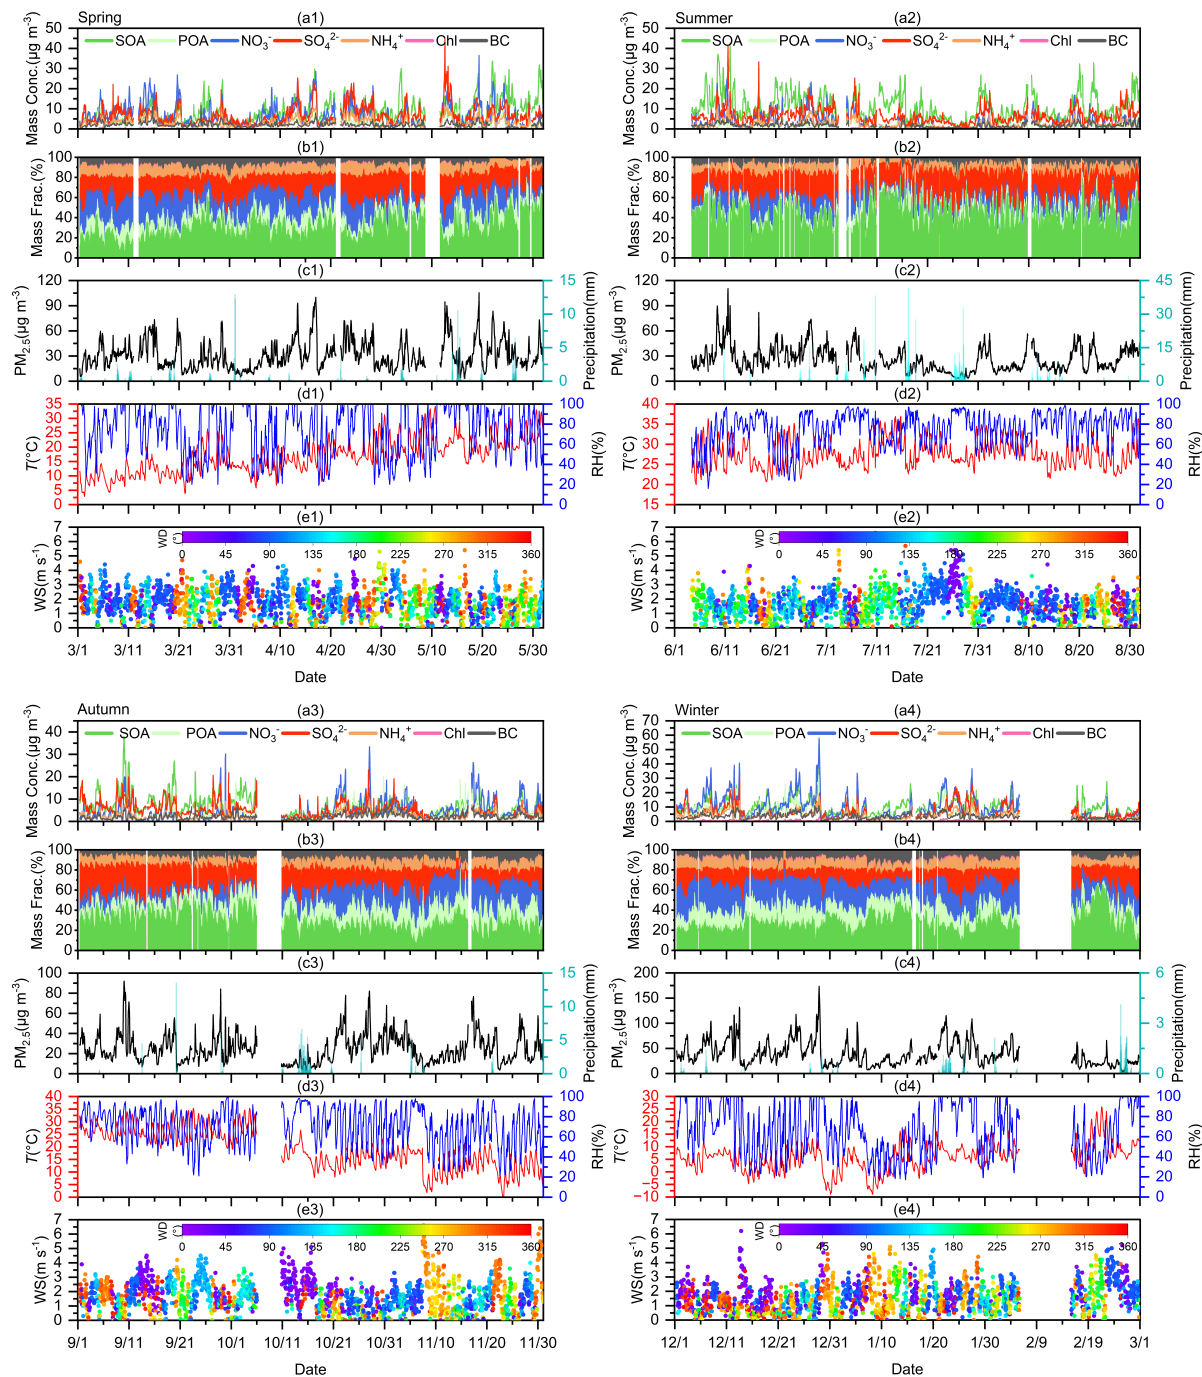 Spring (a1)
SOA POA NO3- SO42- NH4+ Chl BC
Mass Conc.(μg m-3)
50
40
30
20
10
0
(b1)
Mass Frac.(%)
100
80
60
40
20
0
(c1)
PM2.5(μg m-3)
120
90
60
30
0
Precipitation(mm)
15
10
5
0
(d1)
T(°C)
35
30
25
20
15
10
5
0
RH(%)
100
80
60
40
20
0
(e1)
WS(m s-1)
7
6
5
4
3
2
1
0
WD (°)
0 45 90 135 180 225 270 315 360
3/1 3/11 3/21 3/31 4/10 4/20 4/30 5/10 5/20 5/30
Date
Summer (a2)
SOA POA NO3- SO42- NH4+ Chl BC
Mass Conc.(μg m-3)
50
40
30
20
10
0
(b2)
Mass Frac.(%)
100
80
60
40
20
0
(c2)
PM2.5(μg m-3)
120
90
60
30
0
Precipitation(mm)
45
30
15
0
(d2)
T(°C)
40
35
30
25
20
15
RH(%)
100
80
60
40
20
0
(e2)
WS(m s-1)
7
6
5
4
3
2
1
0
WD (°)
0 45 90 135 180 225 270 315 360
6/1 6/11 6/21 7/1 7/11 7/21 7/31 8/10 8/20 8/30
Date
Autumn (a3)
SOA POA NO3- SO42- NH4+ Chl BC
Mass Conc.(μg m-3)
40
30
20
10
0
(b3)
Mass Frac.(%)
100
80
60
40
20
0
(c3)
PM2.5(μg m-3)
100
80
60
40
20
0
Precipitation(mm)
15
10
5
0
(d3)
T(°C)
40
35
30
25
20
15
10
5
0
RH(%)
100
80
60
40
20
0
(e3)
WS(m s-1)
7
6
5
4
3
2
1
0
WD (°)
0 45 90 135 180 225 270 315 360
9/1 9/11 9/21 10/1 10/11 10/21 10/31 11/10 11/20 11/30
Date
Winter (a4)
SOA POA NO3- SO42- NH4+ Chl BC
Mass Conc.(μg m-3)
70
60
50
40
30
20
10
0
(b4)
Mass Frac.(%)
100
80
60
40
20
0
(c4)
PM2.5(μg m-3)
200
150
100
50
0
Precipitation(mm)
6
3
0
(d4)
T(°C)
30
25
20
15
10
5
0
−5
−10
RH(%)
100
80
60
40
20
0
(e4)
WS(m s-1)
7
6
5
4
3
2
1
0
WD (°)
0 45 90 135 180 225 270 315 360
12/1 12/11 12/21 12/31 1/10 1/20 1/30 2/9 2/19 3/1
Date